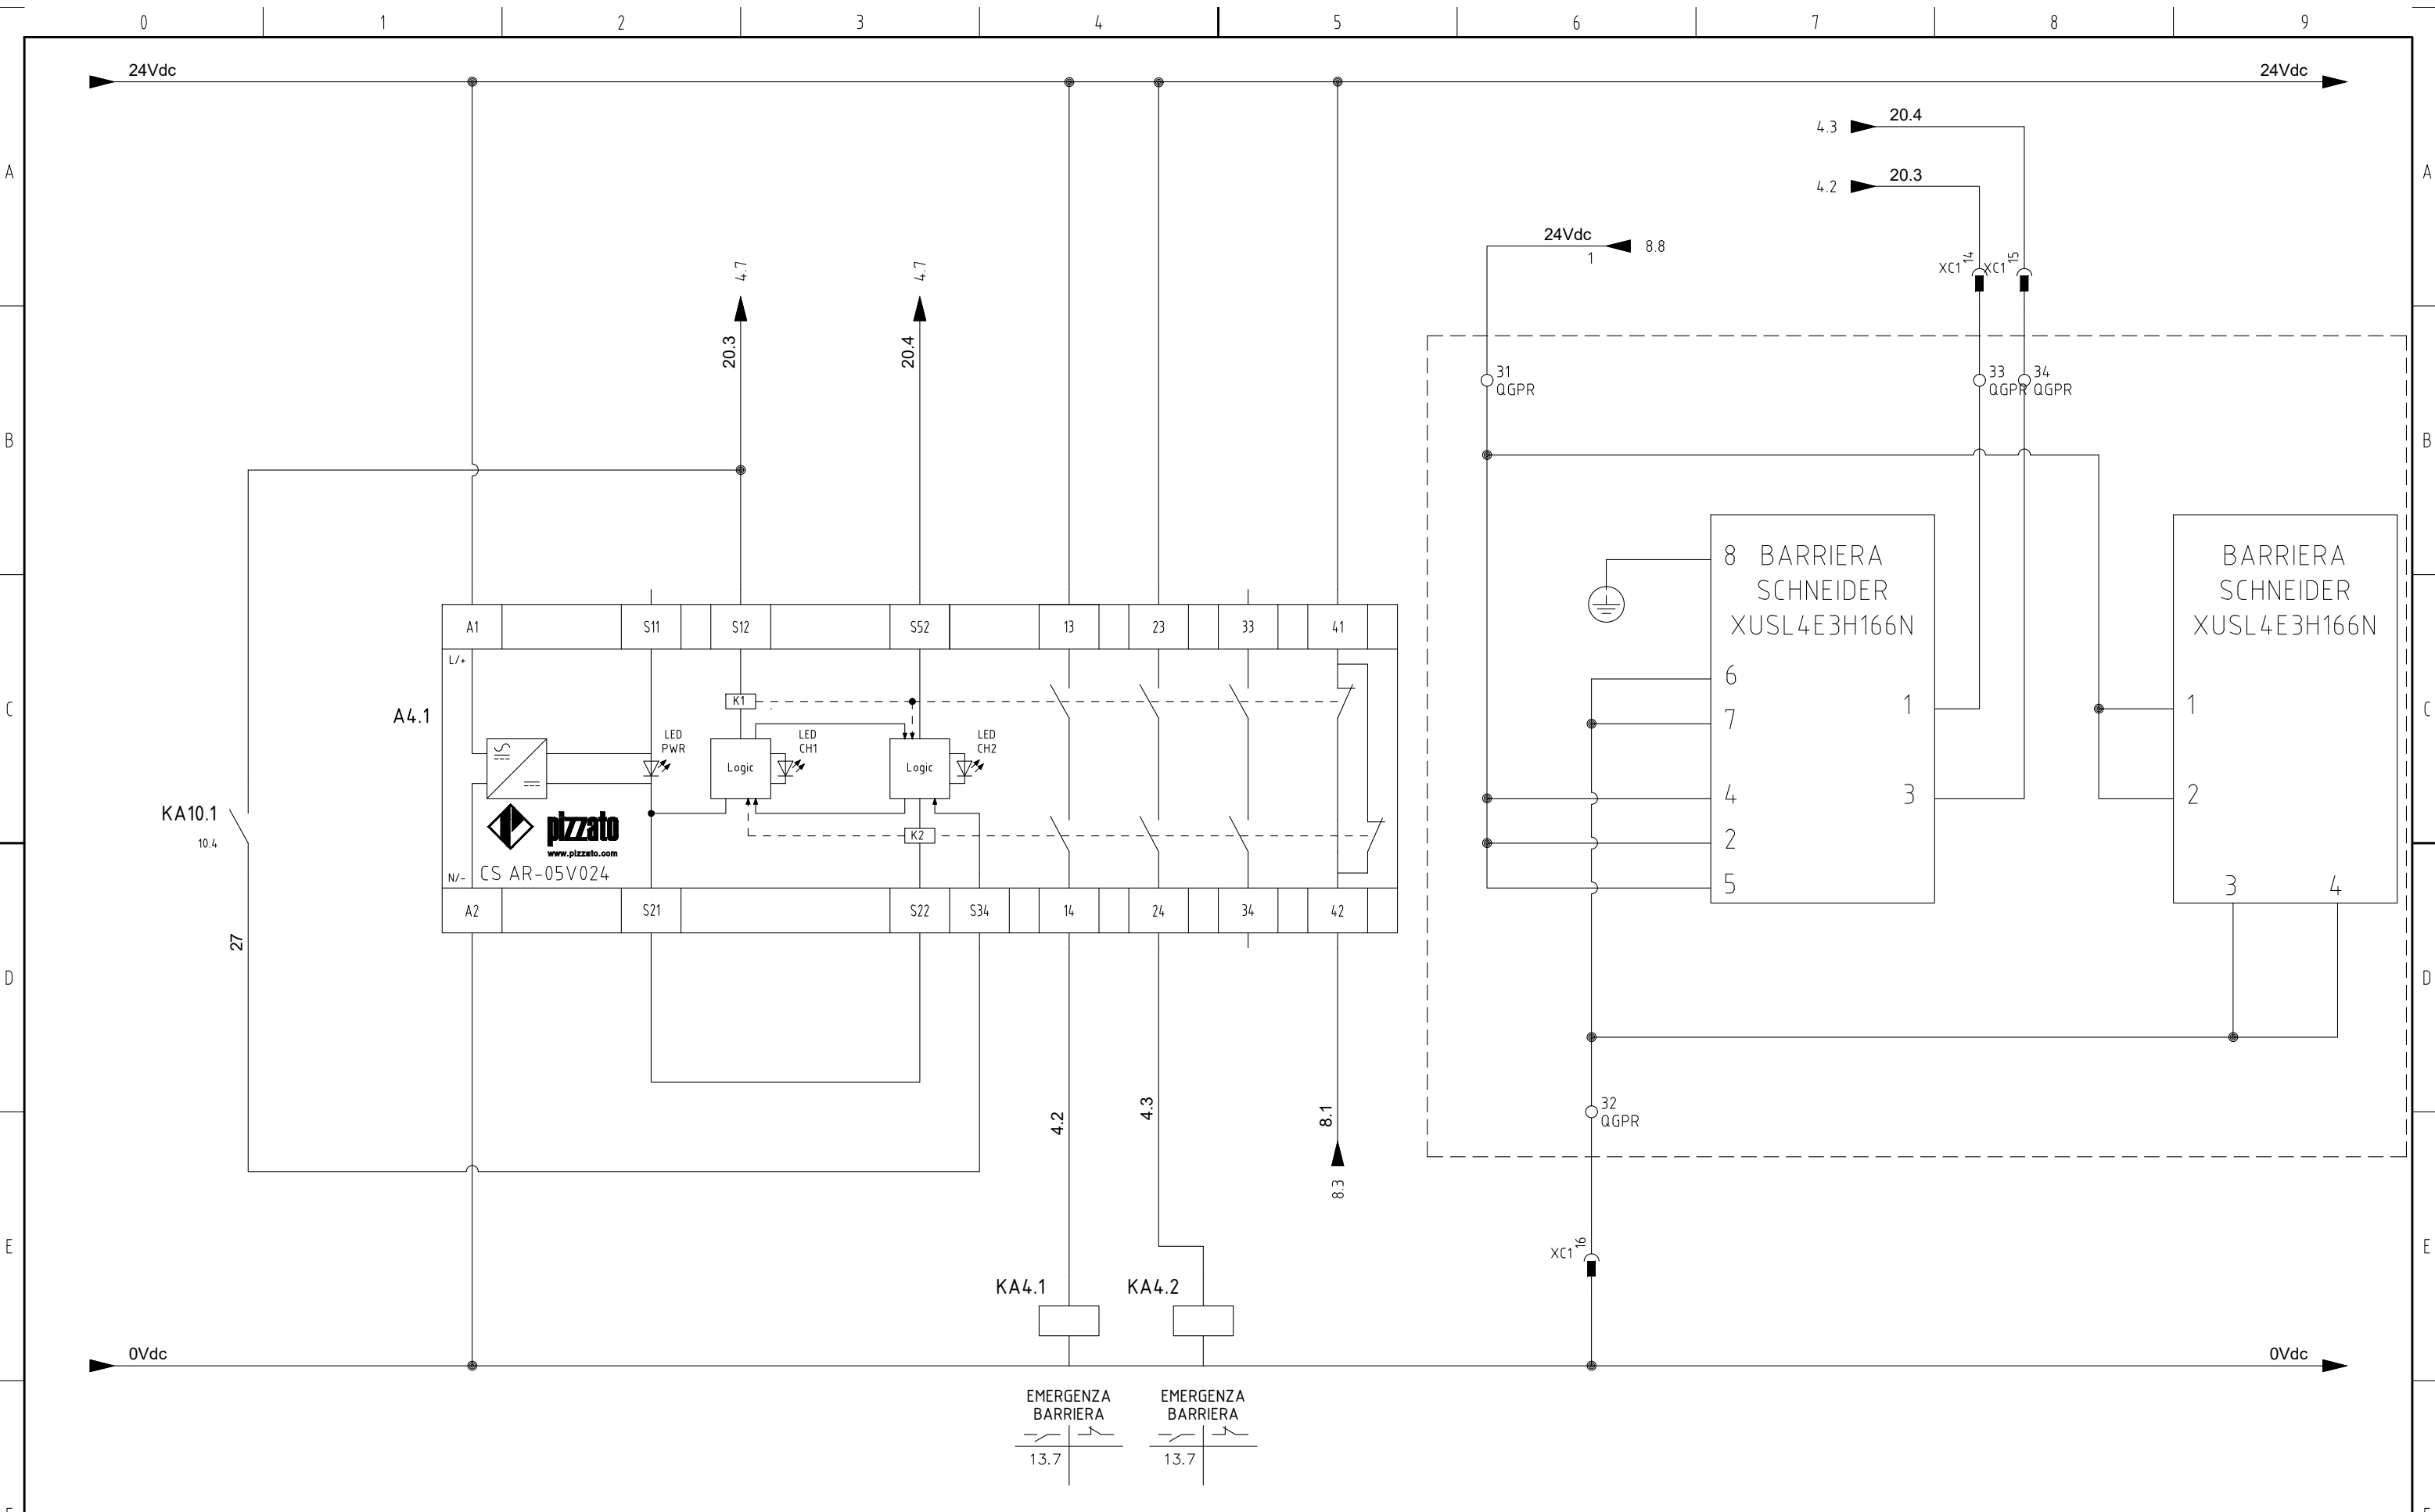 0 1 2 3 4 5 6 7 8 9
24Vdc 24Vdc
4.3 20.4
A A
4.2 20.3
24Vdc 8.8
1
4.7 4.7
XC1 14 XC1 15
20.3 20.4
31 33 34
QGPR QGPR QGPR
B B
8 BARRIERA BARRIERA
SCHNEIDER SCHNEIDER
XUSL4E3H166N XUSL4E3H166N
A1 S11 S12 S52 13 23 33 41
L/+
6
K1
1 1
C A4.1 C
7
LED LED LED
PWR CH1 CH2
Logic Logic
4 3 2
KA10.1
10.4
pizzato
K2
2
www.pizzato.com
N/- CS AR-05V024
5 3 4
A2 S21 S22 S34 14 24 34 42
27
D D
4.2 4.3 8.1
32
QGPR
8.3
E E
XC1 16
KA4.1 KA4.2
0Vdc 0Vdc
EMERGENZA EMERGENZA
BARRIERA BARRIERA
13.7 13.7